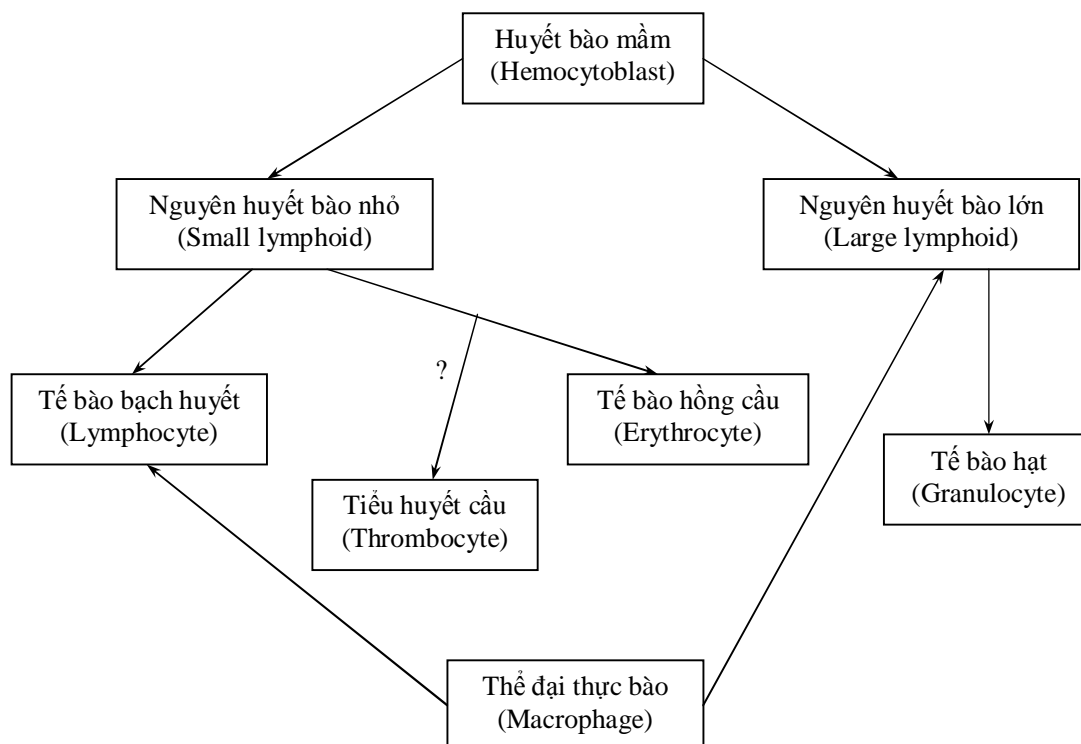 Huyết bào mầm
(Hemocytoblast)
Nguyên huyết bào nhỏ
(Small lymphoid)
Nguyên huyết bào lớn
(Large lymphoid)
?
Tế bào bạch huyết
(Lymphocyte)
Tế bào hồng cầu
(Erythrocyte)
Tế bào hạt
(Granulocyte)
Tiểu huyết cầu
(Thrombocyte)
Thể đại thực bào
(Macrophage)